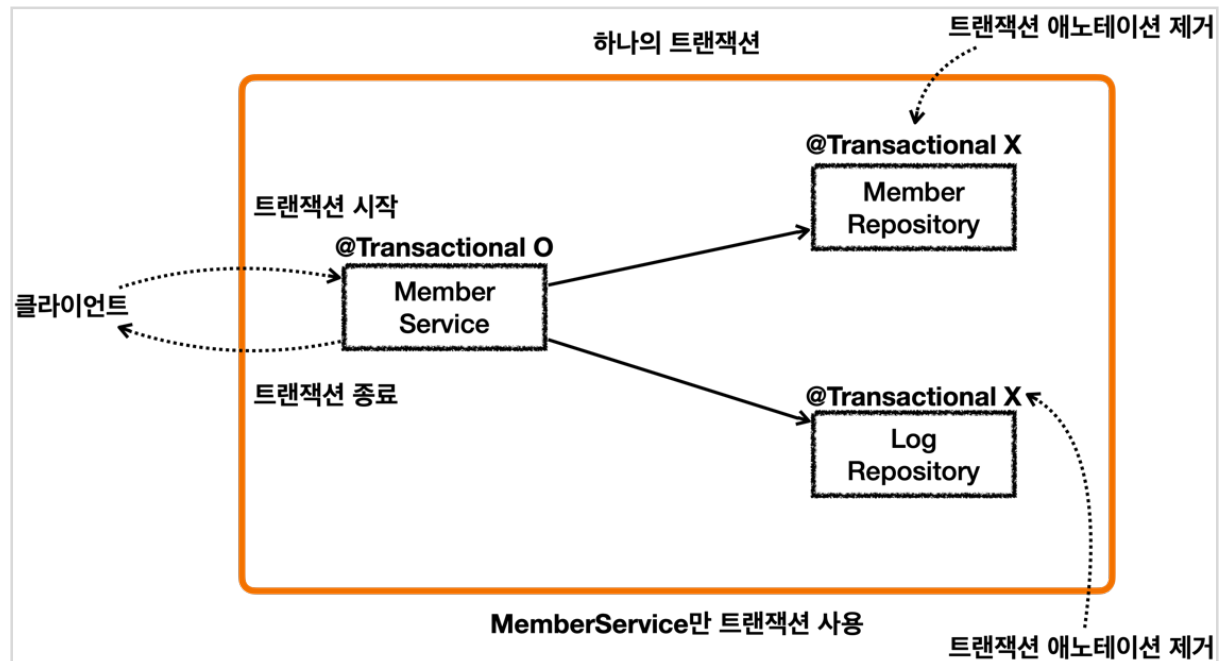 트랜잭션 애노테이션 제거
하나의 트랜잭션
@Transactional X
Member
Repository
트랜잭션 시작
@Transactional O
Member
Service
클라이언트
트랜잭션 종료
@Transactional X
Log
Repository
MemberService만 트랜잭션 사용
트랜잭션 애노테이션 제거